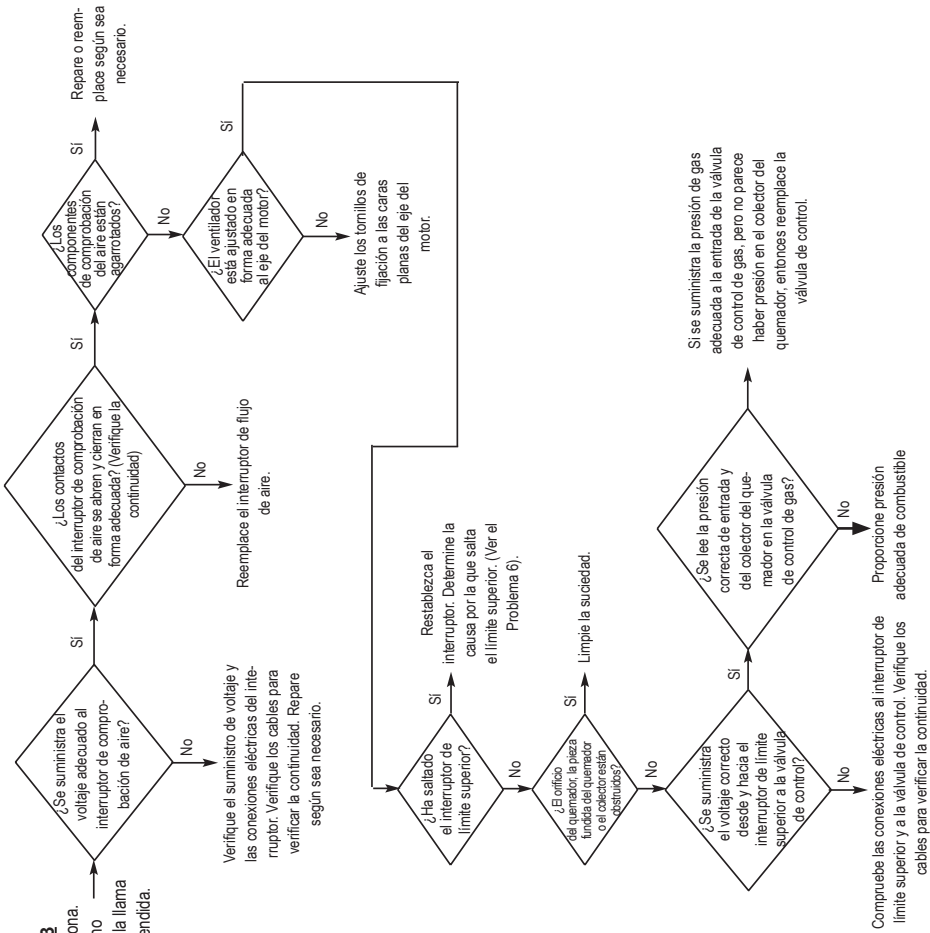 B
ona.
no
la llama
endida.
¿Se suministra el
voltaje adecuado al
interruptor de compro-
bación de aire?
Sí
No
Verifique el suministro de voltaje y
las conexiones eléctricas del inte-
rruptor. Verifique los cables para
verificar la continuidad. Repare
según sea necesario.
¿Los contactos
del interruptor de comprobación
de aire se abren y cierran en
forma adecuada? (Verifique la
continuidad)
Sí
No
Reemplace el interruptor de flujo
de aire.
¿Los
componentes
de comprobación
del aire están
agarrotados?
Sí
Repare o reem-
place según sea
necesario.
No
¿El ventilador
está ajustado en
forma adecuada
al eje del motor?
Sí
No
Ajuste los tornillos de
fijación a las caras
planas del eje del
motor.
¿Ha saltado
el interruptor de
límite superior?
Sí
Restablezca el
interruptor. Determine la
causa por la que salta
el límite superior. (Ver el
Problema 6).
No
¿El orificio
del quemador, la pieza
fundida del quemador
o el colector están
obstruidos?
Sí
Limpie la suciedad.
No
¿Se suministra
el voltaje correcto
desde y hacia el
interruptor de límite
superior a la válvula
de control?
Sí
No
Compruebe las conexiones eléctricas al interruptor de
límite superior y a la válvula de control. Verifique los
cables para verificar la continuidad.
¿Se lee la presión
correcta de entrada y
del colector del que-
mador en la válvula
de control de gas?
No
Proporcione presión
adecuada de combustible
Si se suministra la presión de gas
adecuada a la entrada de la válvula
de control de gas, pero no parece
haber presión en el colector del
quemador, entonces reemplace la
válvula de control.